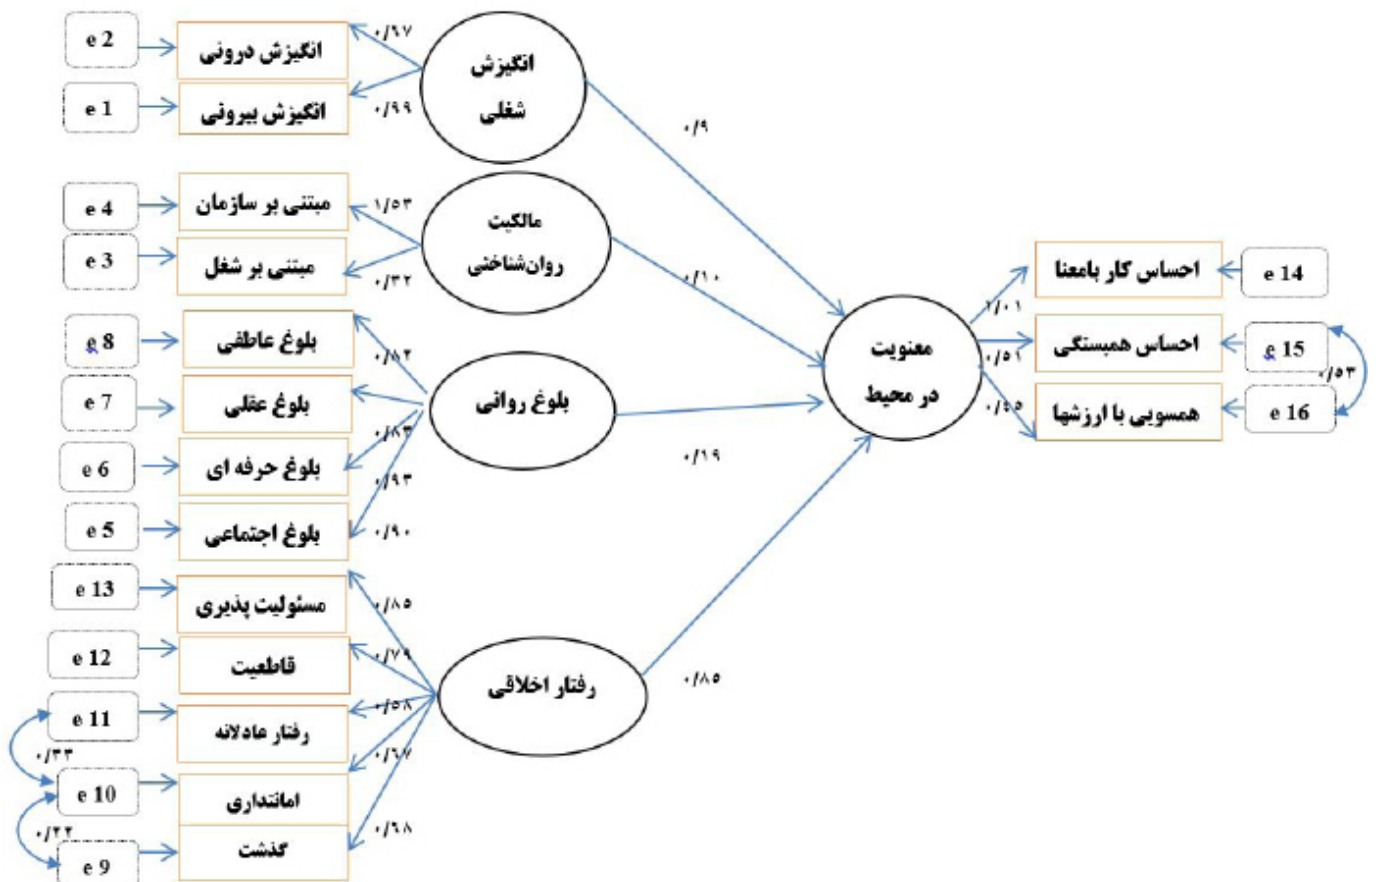 e 2
انگیزش درونی
۰/۶۷
انگیزش
شغلی
e 1
انگیزش بیرونی
۰/۹۹
۰/۹
e 4
مبتنی بر سازمان
۱/۵۳
مالکیت
روان‌شناختی
e 3
مبتنی بر شغل
۰/۳۲
۰/۱۰
e 8
بلوغ عاطفی
۰/۸۲
e 7
بلوغ عقلی
۰/۸۳
بلوغ روانی
e 6
بلوغ حرفه ای
۰/۹۳
۰/۱۹
e 5
بلوغ اجتماعی
۰/۹۰
e 13
مسئولیت پذیری
۰/۸۵
e 12
قاطعیت
۰/۷۹
رفتار اخلاقی
۰/۸۵
e 11
رفتار عادلانه
۰/۵۸
۰/۳۳
e 10
امانتداری
۰/۶۷
۰/۲۲
e 9
گذشت
۰/۶۸
معنویت
در محیط
احساس کار بامعنا
e 14
۱/۰۱
احساس همبستگی
e 15
۰/۵۱
۰/۵۳
همسویی با ارزشها
e 16